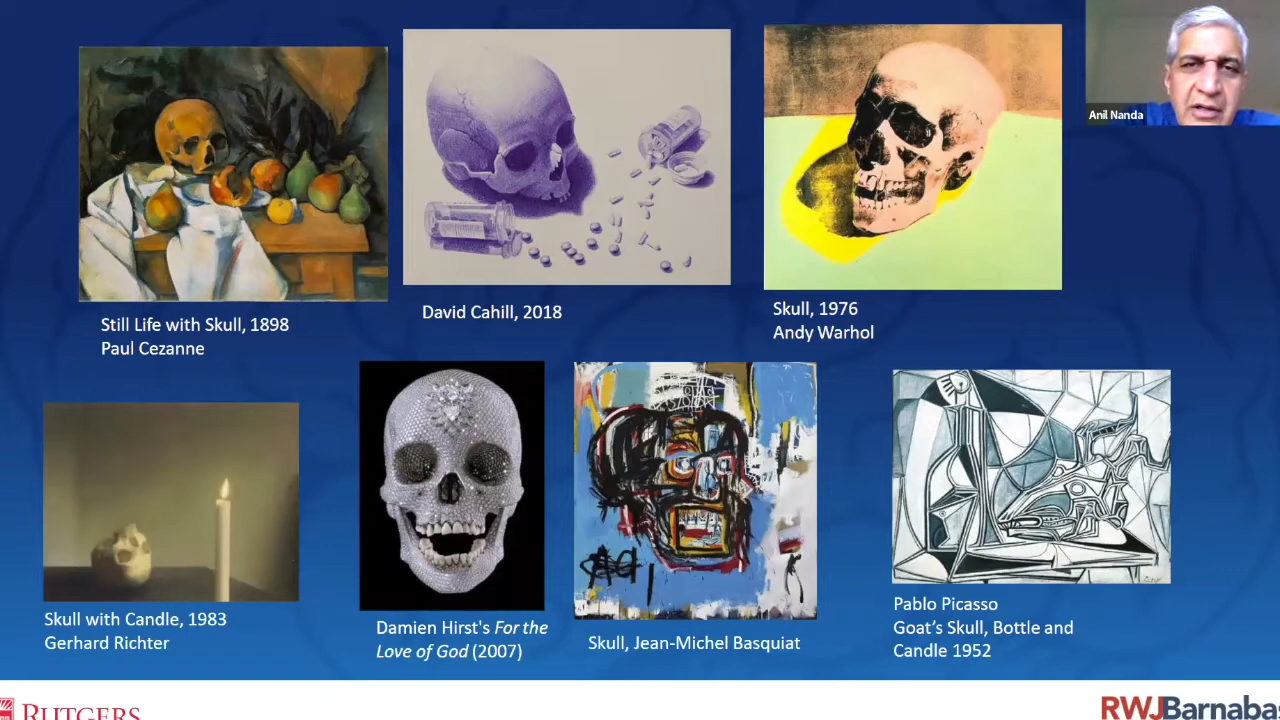 Anil Nanda
Still Life with Skull, 1898
Paul Cezanne
David Cahill, 2018
Skull, 1976
Andy Warhol
Skull with Candle, 1983
Gerhard Richter
Damien Hirst's For the
Love of God (2007)
Skull, Jean-Michel Basquiat
Pablo Picasso
Goat’s Skull, Bottle and
Candle 1952
RUTGERS
RWJBarnabas